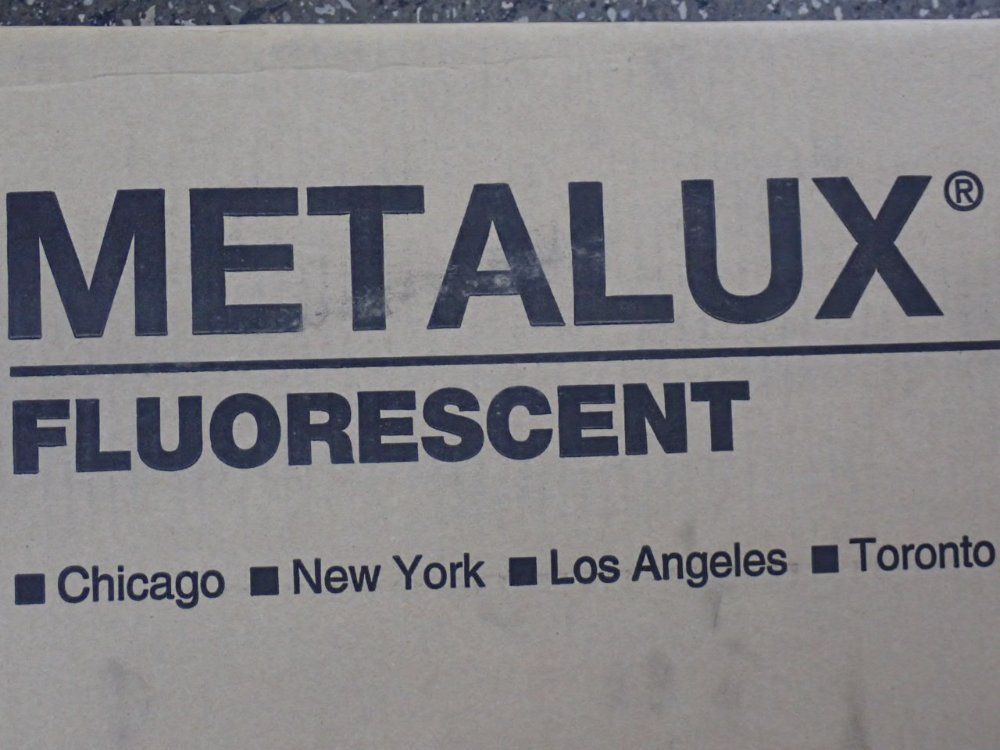 METALUX®
FLUORESCENT
■ Chicago ■ New York ■ Los Angeles ■ Toronto